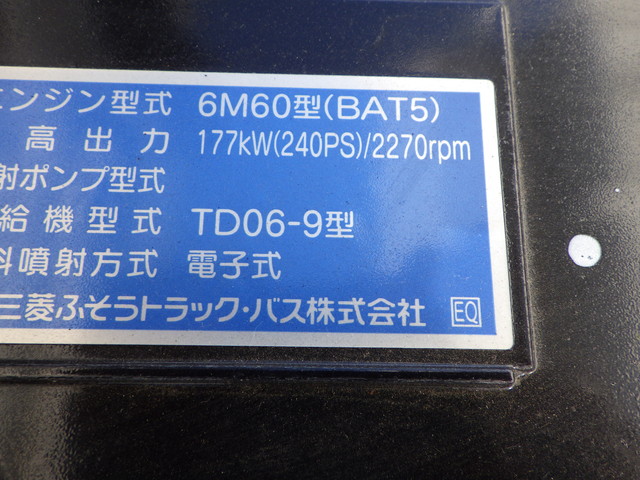 エンジン型式 6M60型(BAT5)
高出力 177kW(240PS)/2270rpm
射ポンプ型式
給機型式 TD06-9型
料噴射方式 電子式
三菱ふそうトラック・バス株式会社 EQ